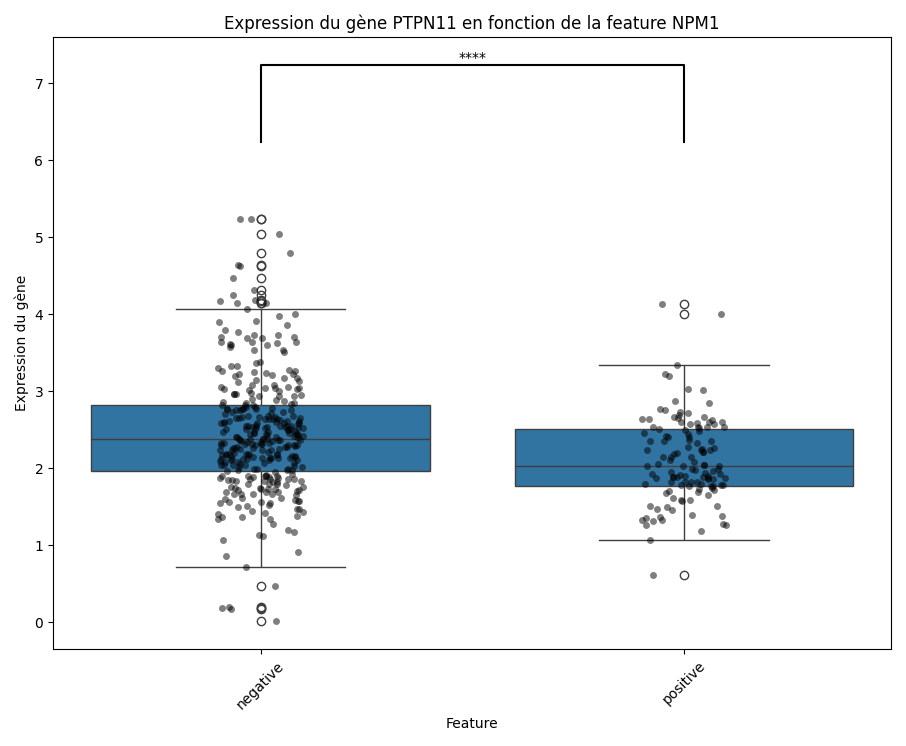 Expression du gène PTPN11 en fonction de la feature NPM1
****
7
6
5
4
3
2
1
0
Expression du gène
negative
positive
Feature